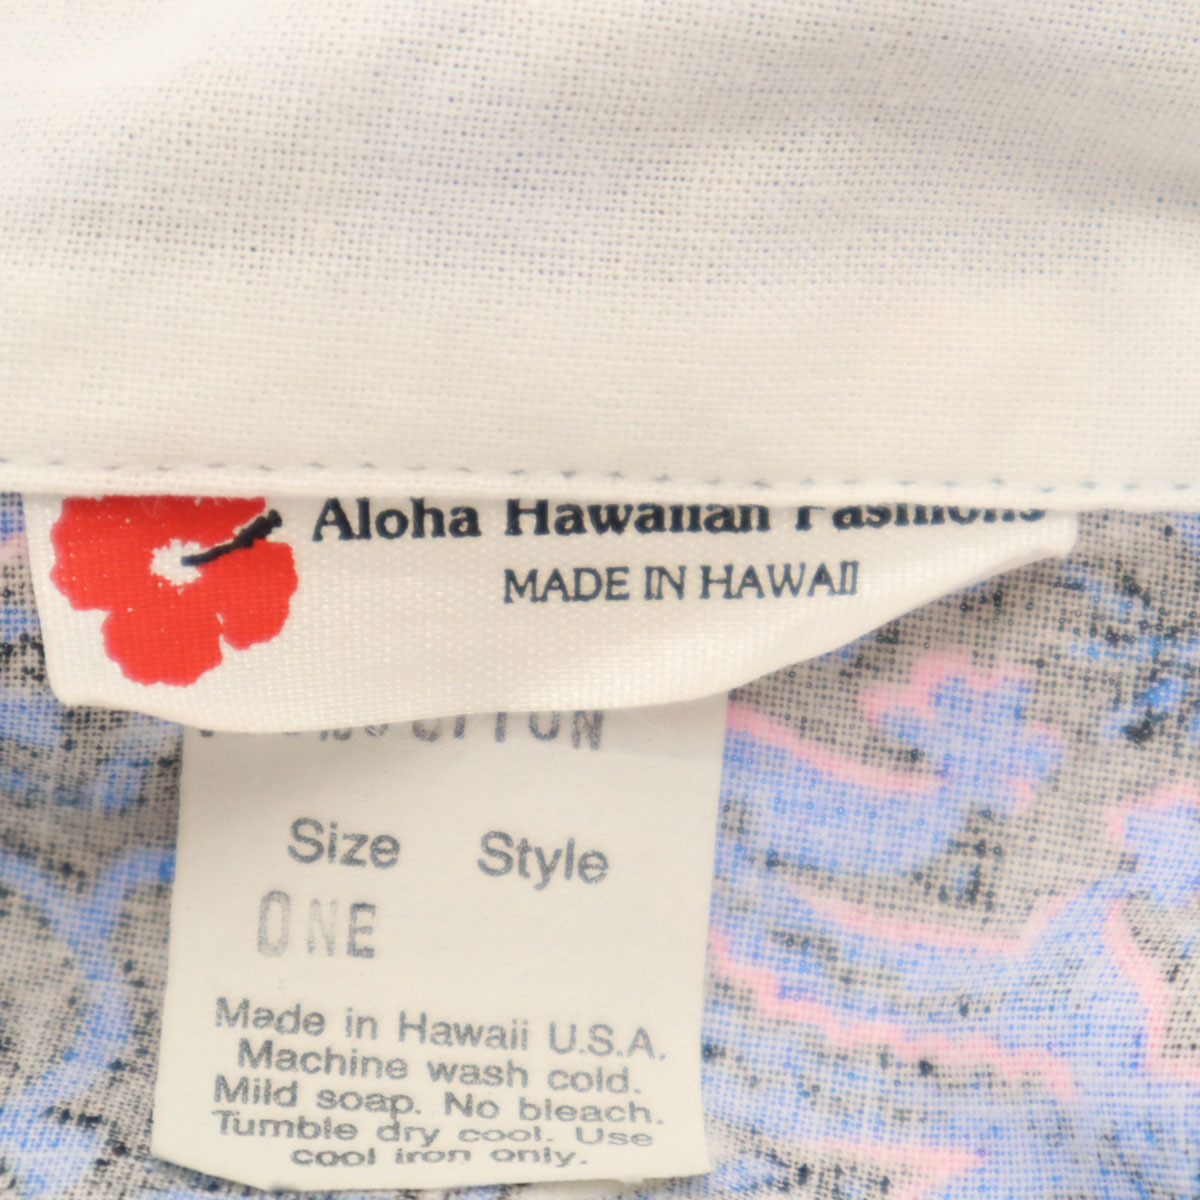 Aloha Hawaiian Fashions
MADE IN HAWAII
Size Style
ONE
Made in Hawaii U.S.A.
Machine wash cold.
Mild soap. No bleach.
Tumble dry cool. Use
cool iron only.